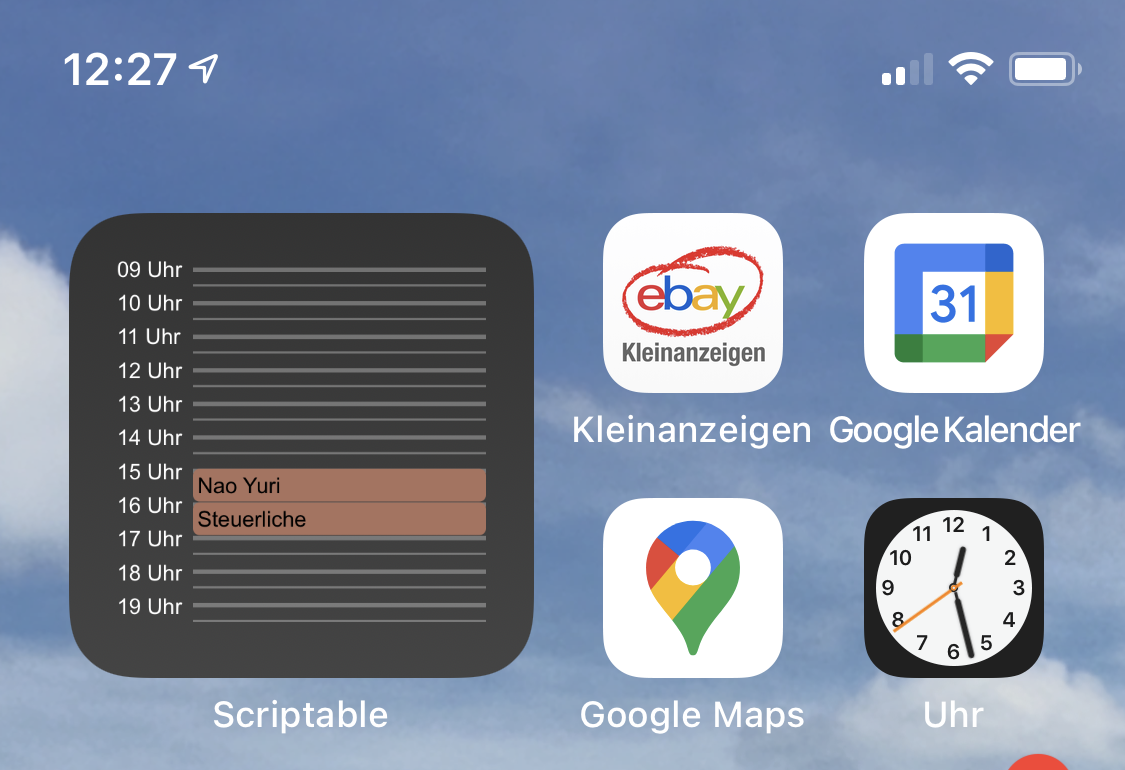 12:27
09 Uhr
10 Uhr
11 Uhr
12 Uhr
13 Uhr
14 Uhr
15 Uhr
Nao Yuri
16 Uhr
Steuerliche
17 Uhr
18 Uhr
19 Uhr
Scriptable
ebay
Kleinanzeigen
Kleinanzeigen
31
Google Kalender
Google Maps
12
1
2
3
4
5
6
7
8
9
10
11
Uhr